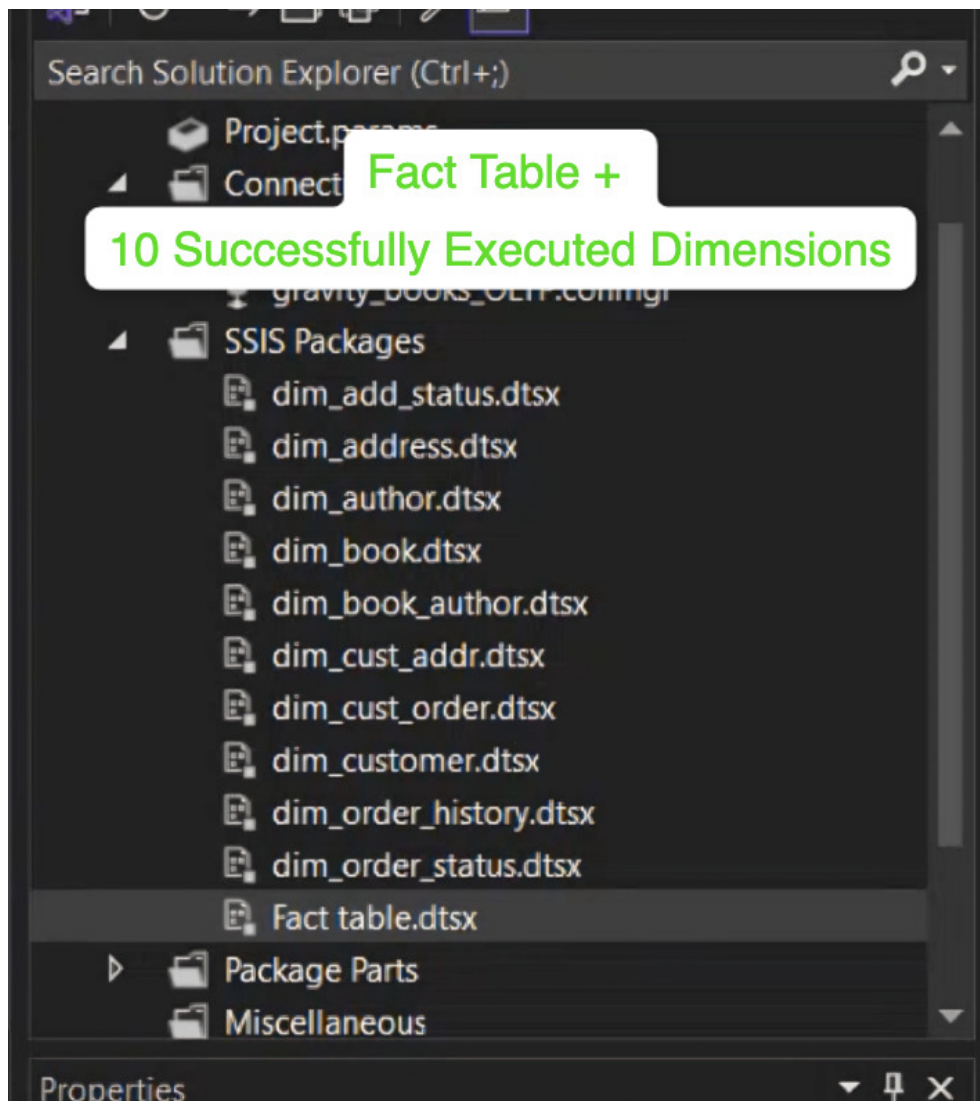 Search Solution Explorer (Ctrl+;)
Project.params
Connect
Fact Table +
10 Successfully Executed Dimensions
gravity_books_OLTP.conmgr
SSIS Packages
dim_add_status.dtsx
dim_address.dtsx
dim_author.dtsx
dim_book.dtsx
dim_book_author.dtsx
dim_cust_addr.dtsx
dim_cust_order.dtsx
dim_customer.dtsx
dim_order_history.dtsx
dim_order_status.dtsx
Fact table.dtsx
Package Parts
Miscellaneous
Properties